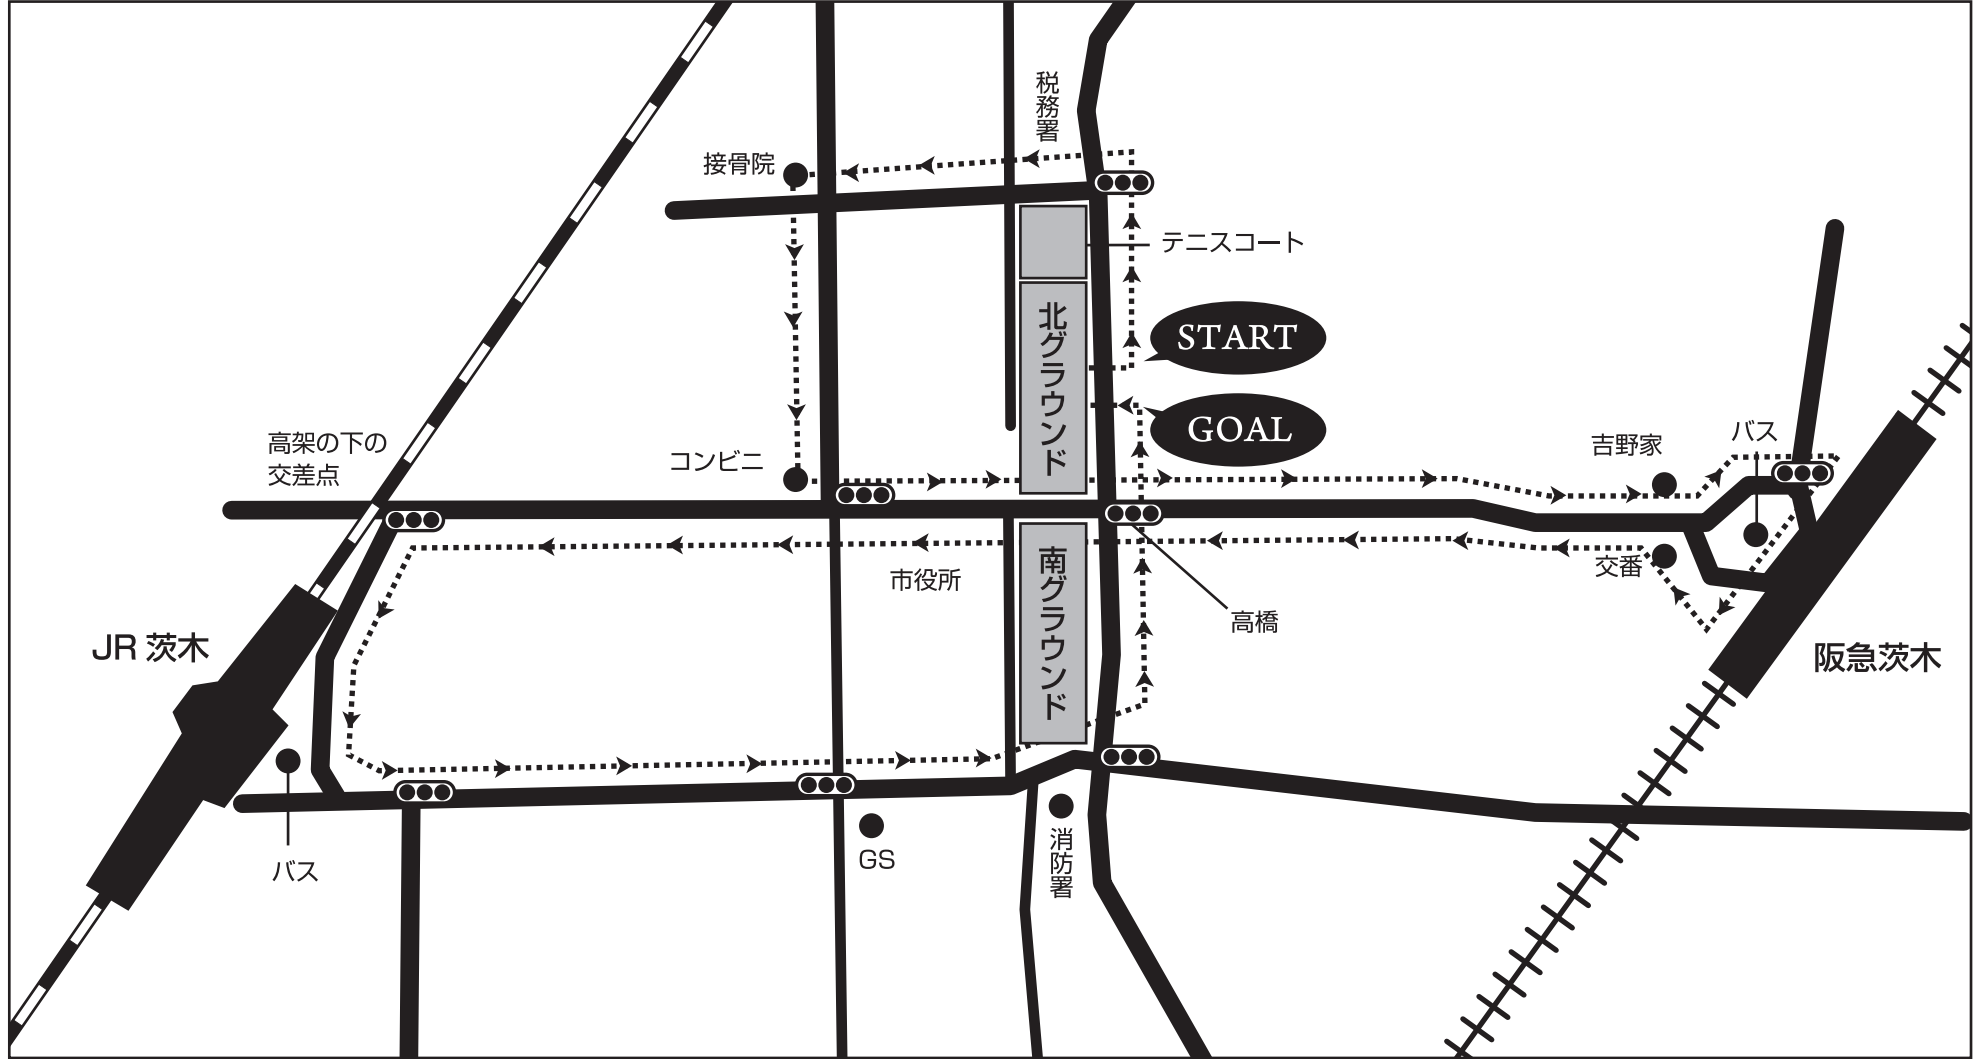 税務署
接骨院
テニスコート
北グラウンド
START
GOAL
高架の下の
交差点
コンビニ
吉野家
バス
南グラウンド
市役所
交番
高橋
JR 茨木
阪急茨木
バス
GS
消防署